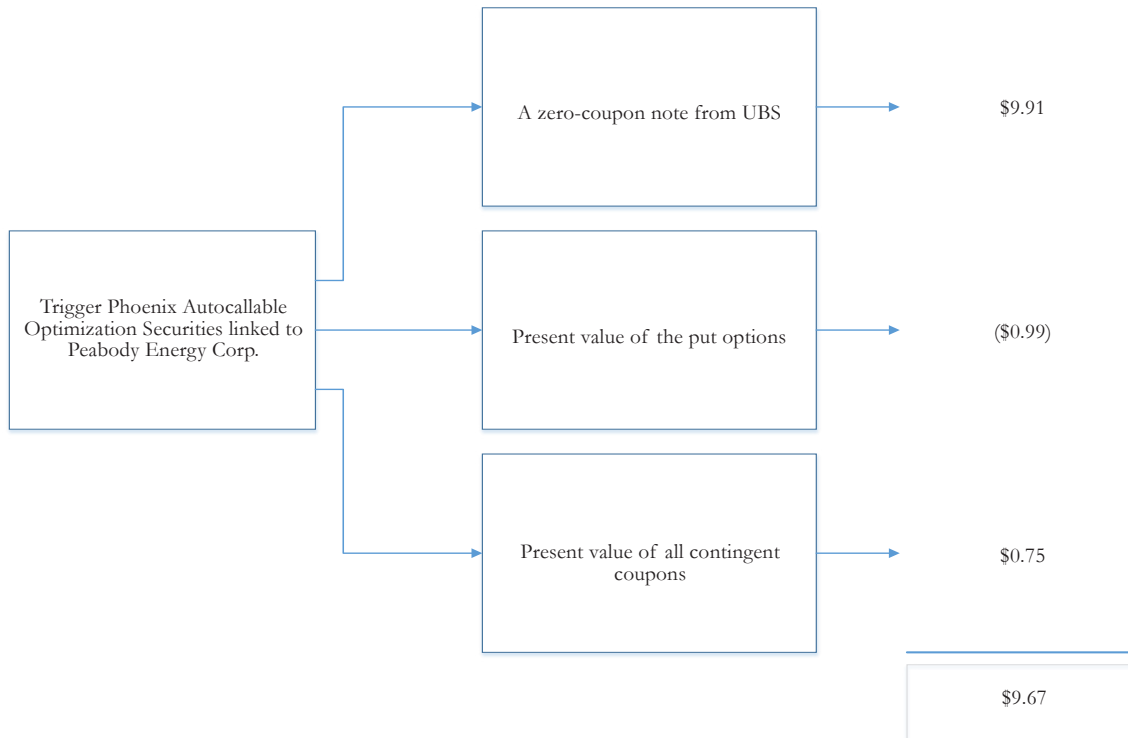 A zero-coupon note from UBS
$9.91
Trigger Phoenix Autocallable
Optimization Securities linked to
Peabody Energy Corp.
Present value of the put options
($0.99)
Present value of all contingent
coupons
$0.75
$9.67